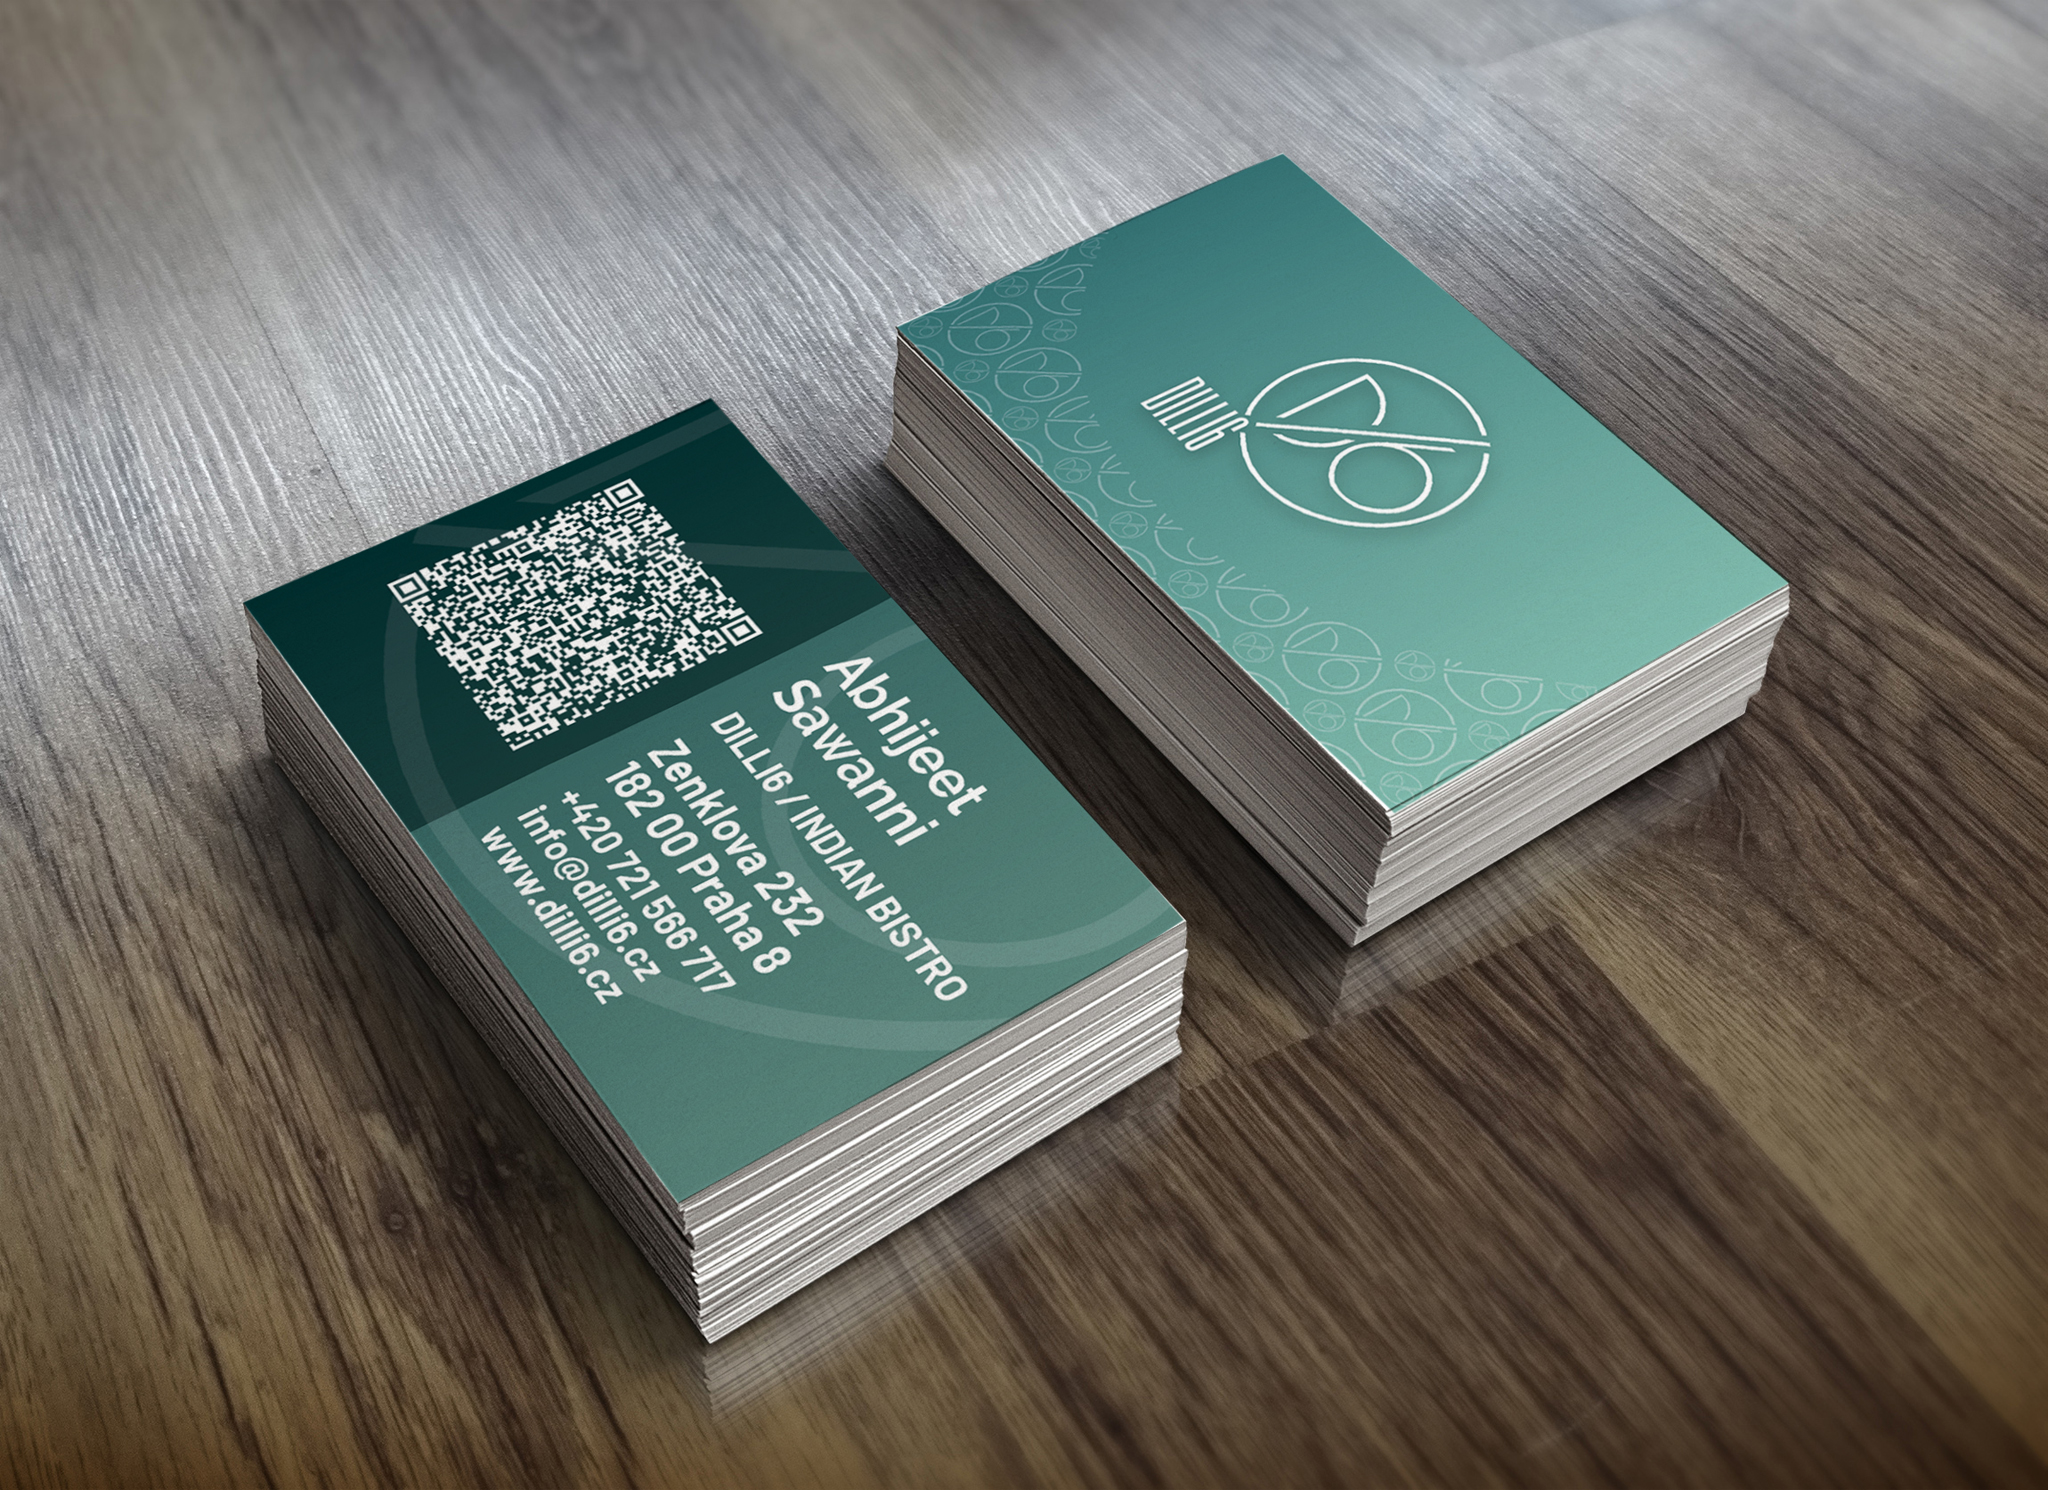 Abhijeet
Sawanni
DILLI6 / INDIAN BISTRO
Zenklova 232
182 00 Praha 8
+420 721 566 717
info@dilli6.cz
www.dilli6.cz
DILLI6